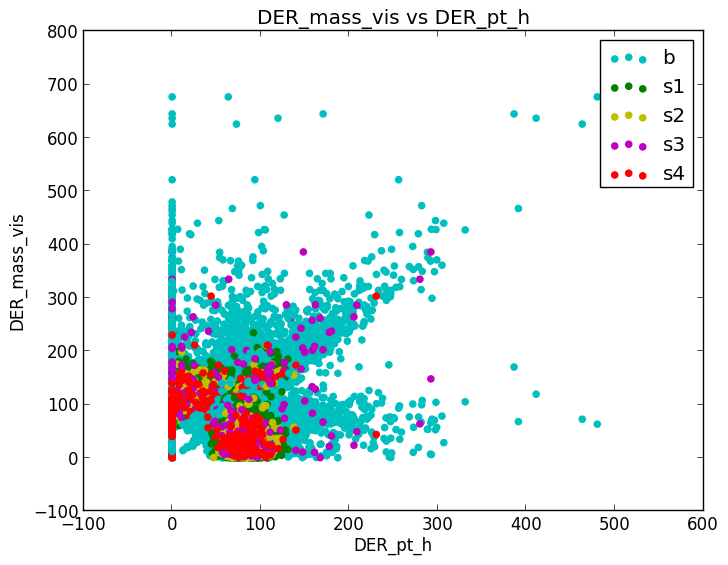 DER_mass_vis vs DER_pt_h
800
700
600
500
400
300
200
100
0
−100
DER_mass_vis
b
s1
s2
s3
s4
−100 0 100 200 300 400 500 600
DER_pt_h